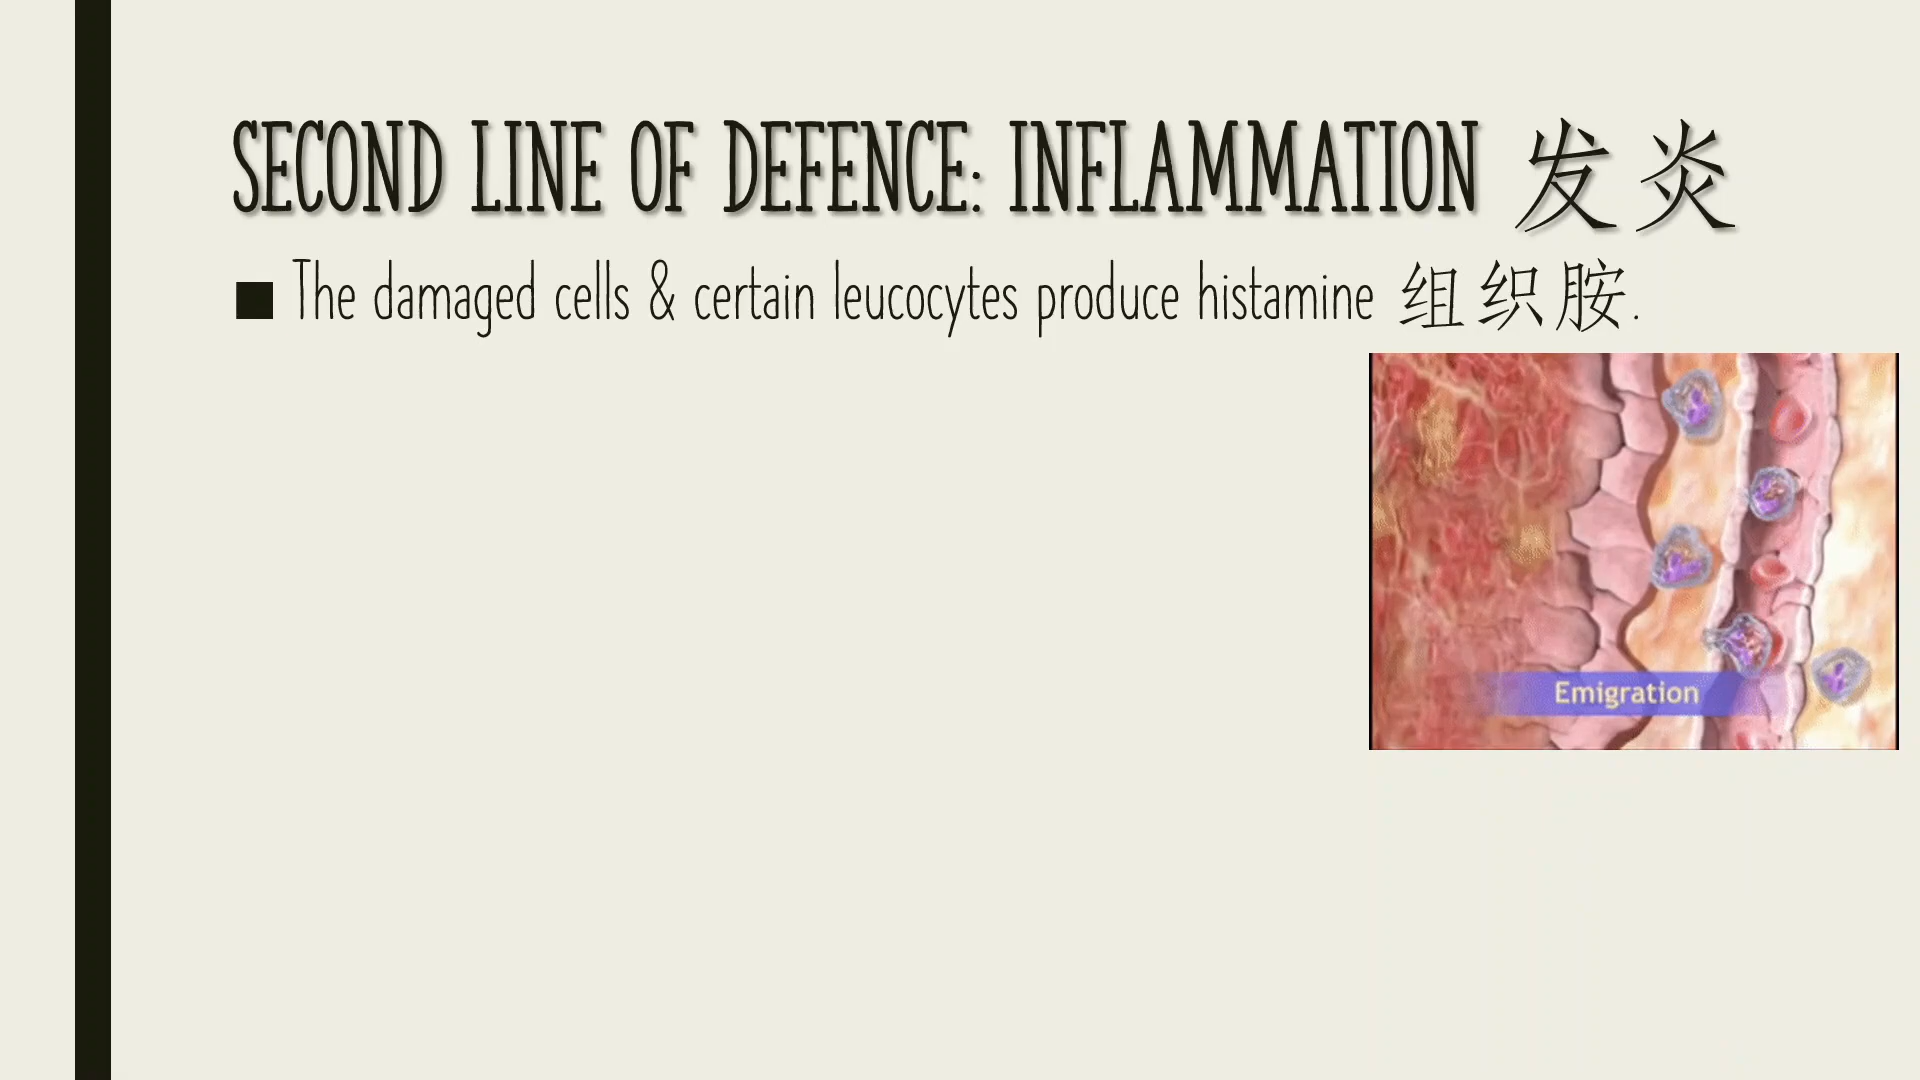 SECOND LINE OF DEFENCE: INFLAMMATION 发炎
■ The damaged cells & certain leucocytes produce histamine 组织胺.
Emigration